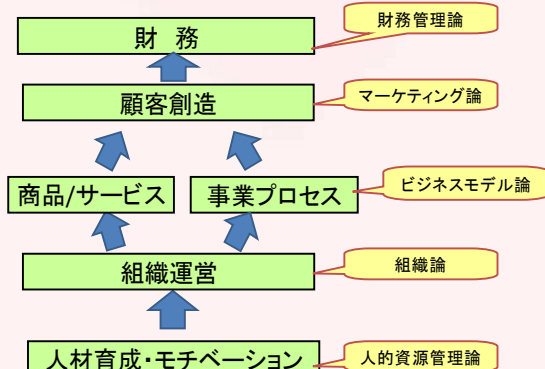 財 務
財務管理論
顧客創造
マーケティング論
商品/サービス
事業プロセス
ビジネスモデル論
組織運営
組織論
人材育成・モチベーション
人的資源管理論